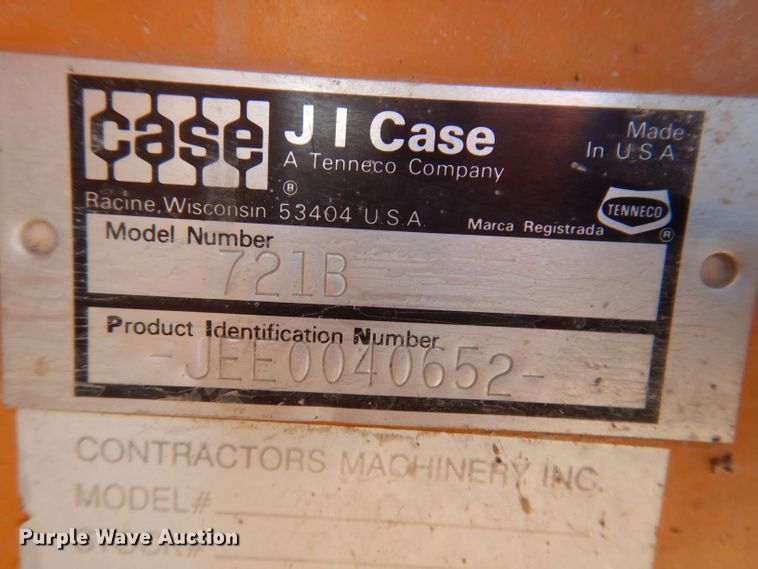 case ®
J I Case
A Tenneco Company
Made
In U.S.A
Racine, Wisconsin 53404 U.S.A.
Marca Registrada
TENNECO ®
Model Number
721B
Product Identification Number
-JEE0040652-
CONTRACTORS MACHINERY INC.
MODEL#
STOCK#
Purple Wave Auction